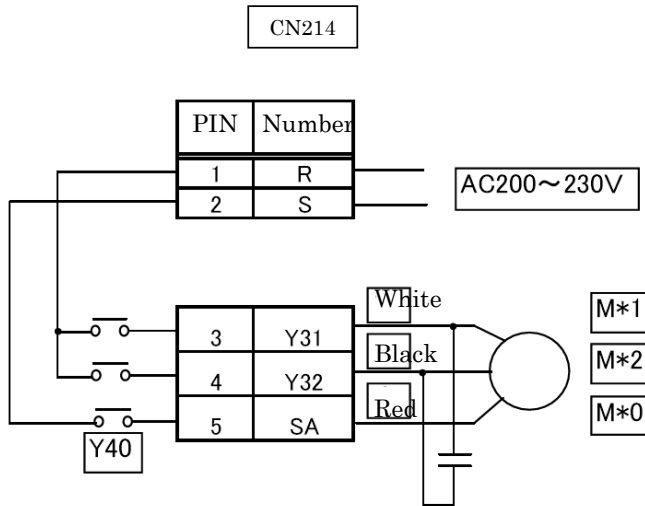 CN214
PIN Number
1 R
2 S
AC200～230V
White
3 Y31
M*1
Black
4 Y32
M*2
Red
5 SA
M*0
Y40